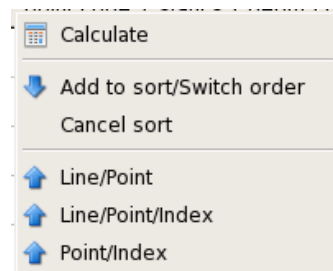 Calculate
Add to sort/Switch order
Cancel sort
Line/Point
Line/Point/Index
Point/Index